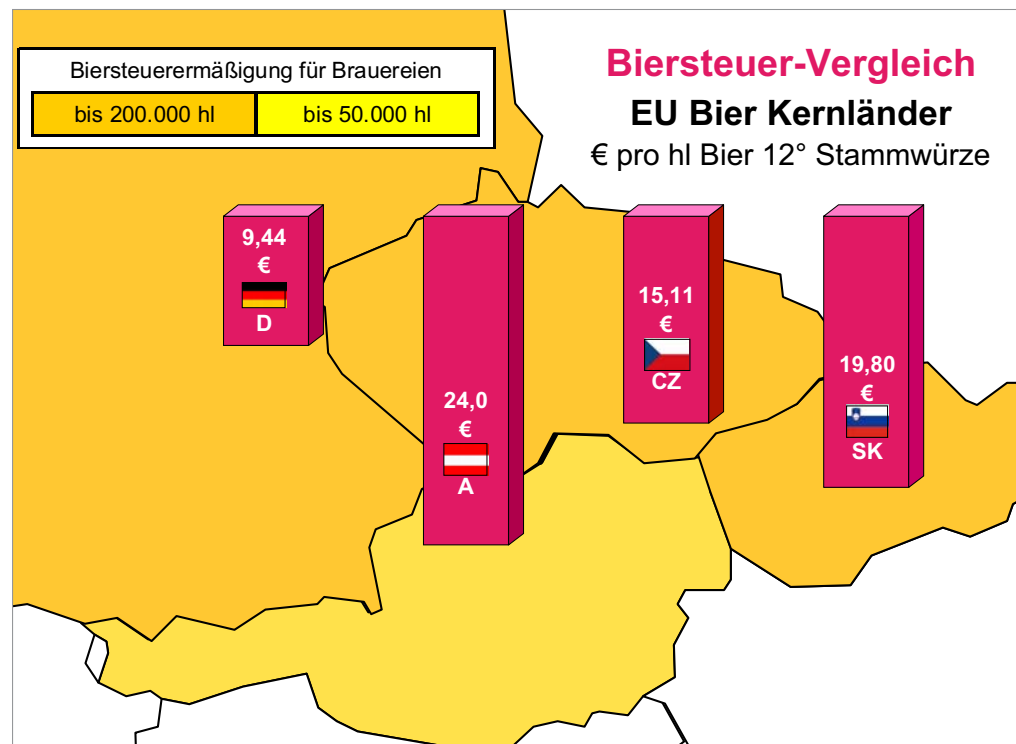 Biersteuerermäßigung für Brauereien
bis 200.000 hl
bis 50.000 hl
Biersteuer-Vergleich
EU Bier Kernländer
€ pro hl Bier 12° Stammwürze
9,44
€
D
24,0
€
A
15,11
€
CZ
19,80
€
SK